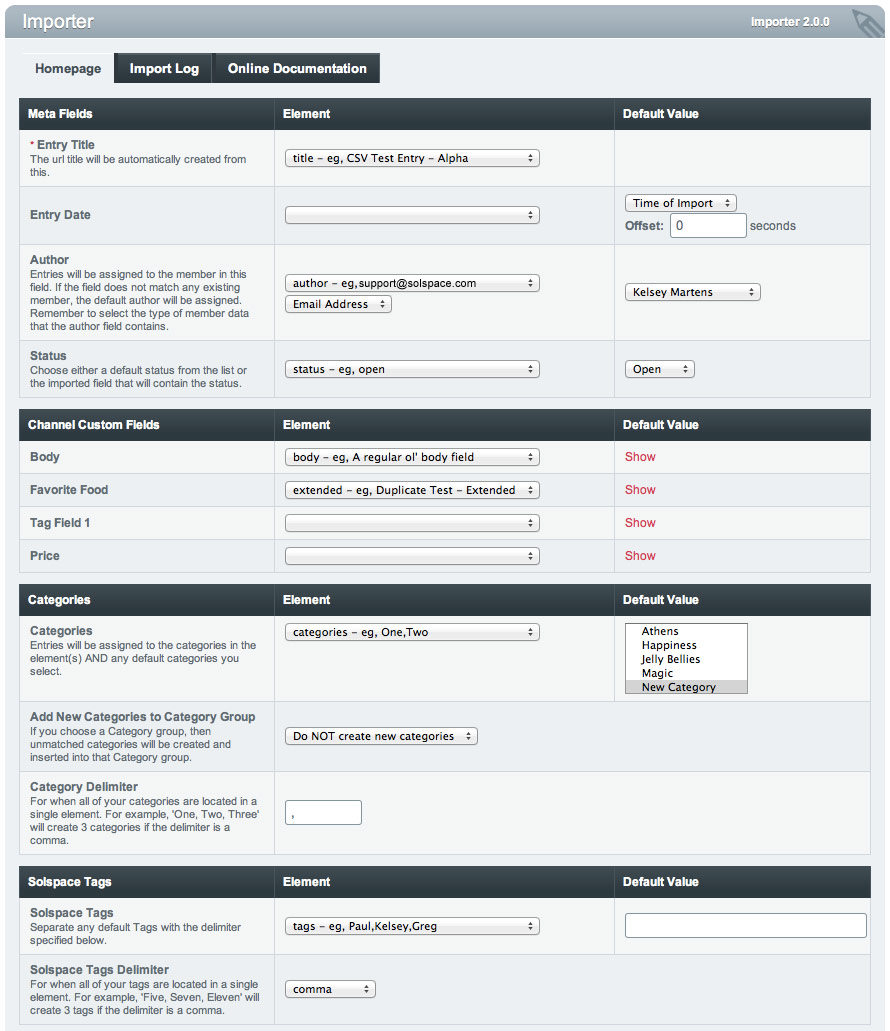 Importer
Importer 2.0.0
Homepage
Import Log
Online Documentation
Meta Fields
Element
Default Value
* Entry Title
The url title will be automatically created from
this.
title – eg, CSV Test Entry – Alpha
Entry Date
Time of Import
Offset: 0 seconds
Author
Entries will be assigned to the member in this
field. If the field does not match any existing
member, the default author will be assigned.
Remember to select the type of member data
that the author field contains.
author – eg,support@solspace.com
Email Address
Kelsey Martens
Status
Choose either a default status from the list or
the imported field that will contain the status.
status – eg, open
Open
Channel Custom Fields
Element
Default Value
Body
body – eg, A regular ol' body field
Show
Favorite Food
extended – eg, Duplicate Test – Extended
Show
Tag Field 1
Show
Price
Show
Categories
Element
Default Value
Categories
Entries will be assigned to the categories in the
element(s) AND any default categories you
select.
categories – eg, One,Two
Athens
Happiness
Jelly Bellies
Magic
New Category
Add New Categories to Category Group
If you choose a Category group, then
unmatched categories will be created and
inserted into that Category group.
Do NOT create new categories
Category Delimiter
For when all of your categories are located in a
single element. For example, 'One, Two, Three'
will create 3 categories if the delimiter is a
comma.
,
Solspace Tags
Element
Default Value
Solspace Tags
Separate any default Tags with the delimiter
specified below.
tags – eg, Paul,Kelsey,Greg
Solspace Tags Delimiter
For when all of your tags are located in a single
element. For example, 'Five, Seven, Eleven' will
create 3 tags if the delimiter is a comma.
comma